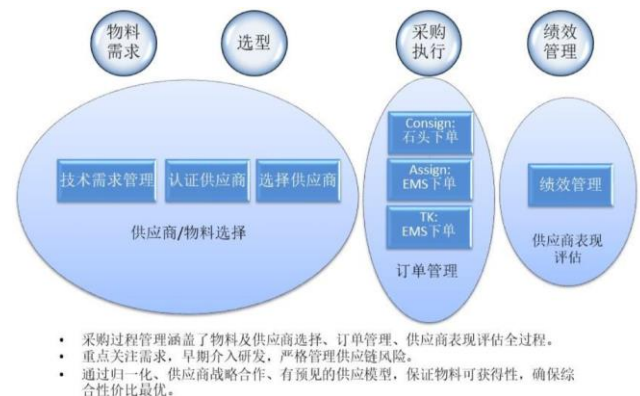 物料
需求
选型
采购
执行
绩效
管理
技术需求管理
认证供应商
选择供应商
供应商/物料选择
Consign:
石头下单
Assign:
EMS下单
TK:
EMS下单
订单管理
绩效管理
供应商表现
评估
• 采购过程管理涵盖了物料及供应商选择、订单管理、供应商表现评估全过程。
• 重点关注需求，早期介入研发，严格管理供应链风险。
• 通过归一化、供应商战略合作、有预见的供应模型，保证物料可获得性，确保综
合性价比最优。